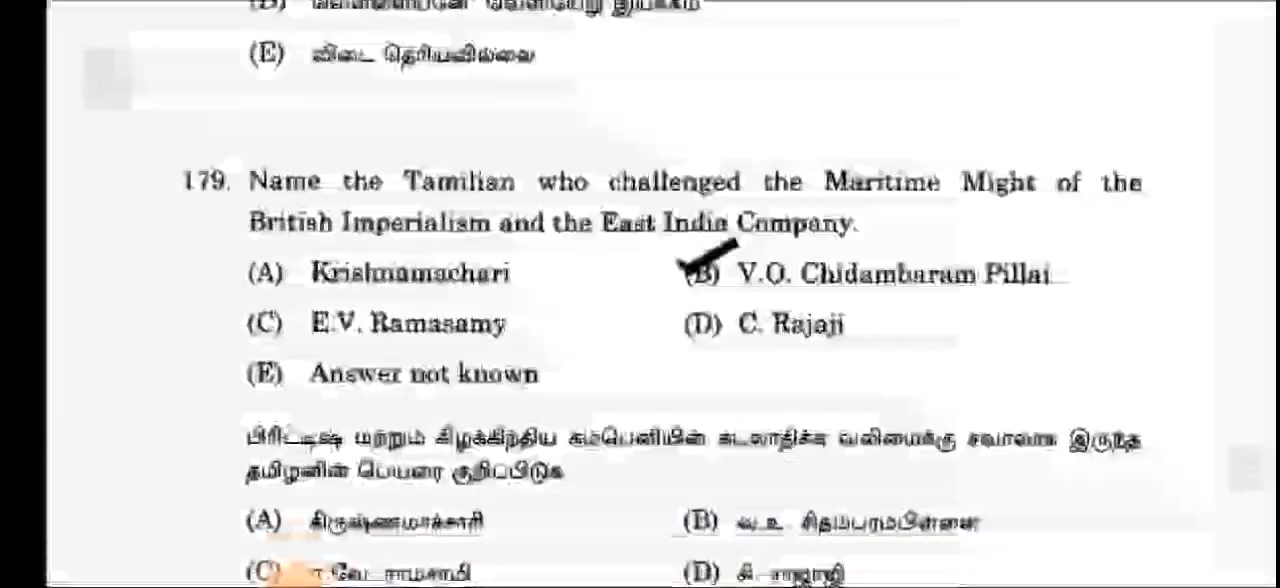 (E) விடை தெரியவில்லை
179. Name the Tamilian who challenged the Maritime Might of the
British Imperialism and the East India Company.
(A) Krishnamachari (B) V.O. Chidambaram Pillai
(C) E.V. Ramasamy (D) C. Rajaji
(E) Answer not known
பிரிட்டிஷ் மற்றும் கிழக்கிந்திய கம்பெனியின் கடலாதிக்க வலிமைக்கு சவாலாக இருந்த
தமிழனின் பெயரை குறிப்பிடுக
(A) கிருஷ்ணமாச்சாரி (B) வ.உ. சிதம்பரம்பிள்ளை
(C) ராமசாமி (D) சி. ராஜாஜி